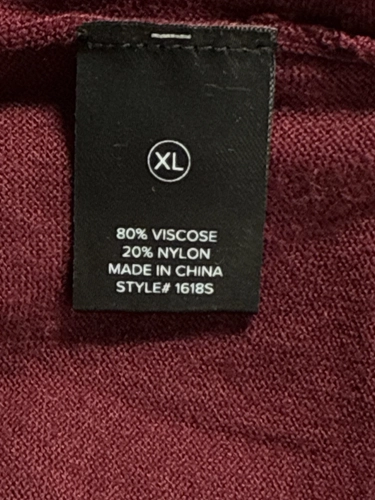 XL
80% VISCOSE
20% NYLON
MADE IN CHINA
STYLE# 1618S